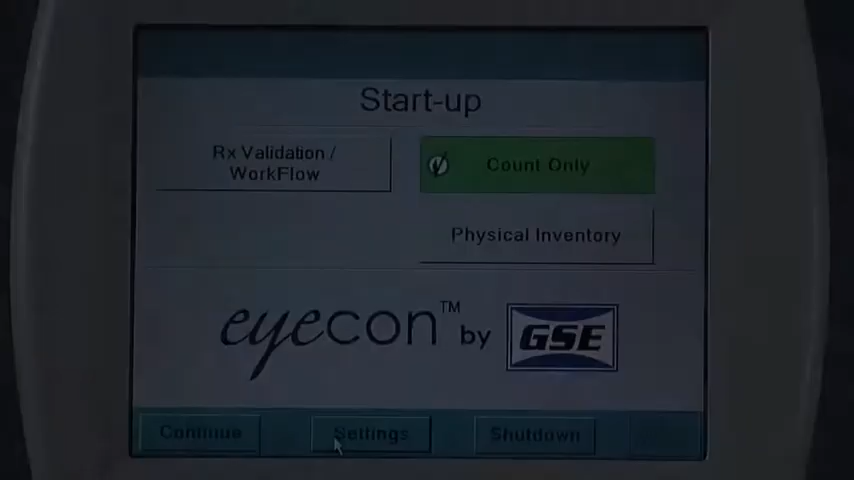 Start-up
Rx Validation /
WorkFlow
Count Only
Physical Inventory
eyecon™ by GSE
Continue
Settings
Shutdown